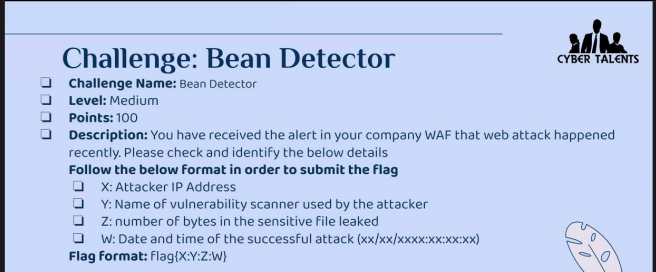 CYBER TALENTS
Challenge: Bean Detector
Challenge Name: Bean Detector
Level: Medium
Points: 100
Description: You have received the alert in your company WAF that web attack happened
recently. Please check and identify the below details
Follow the below format in order to submit the flag
X: Attacker IP Address
Y: Name of vulnerability scanner used by the attacker
Z: number of bytes in the sensitive file leaked
W: Date and time of the successful attack (xx/xx/xxxx:xx:xx:xx)
Flag format: flag{X:Y:Z:W}